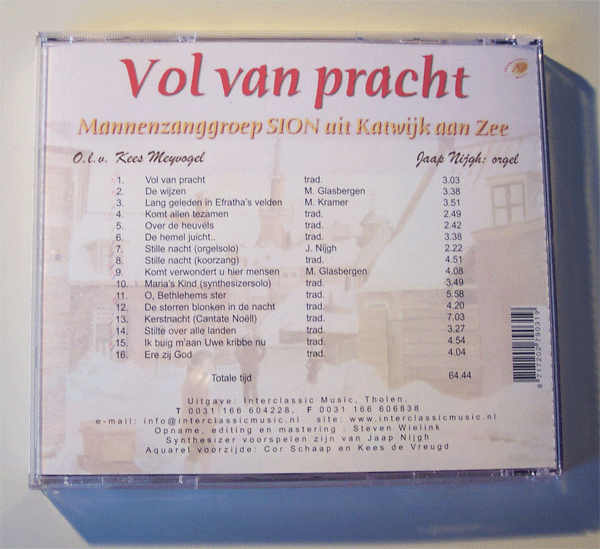 Vol van pracht
Mannenzanggroep SION uit Katwijk aan Zee
O.l.v. Kees Meyvogel Jaap Nijgh: orgel
1. Vol van pracht trad. 3.03
2. De wijzen M. Glasbergen 3.38
3. Lang geleden in Efratha's velden M. Kramer 3.51
4. Komt allen tezamen trad. 2.49
5. Over de heuvels trad. 2.42
6. De hemel juicht.. trad. 3.38
7. Stille nacht (orgelsolo) J. Nijgh 2.22
8. Stille nacht (koorzang) trad. 4.51
9. Komt verwondert u hier mensen M. Glasbergen 4.08
10. Maria's Kind (synthesizersolo) trad. 3.49
11. O, Bethlehems ster trad. 5.58
12. De sterren blonken in de nacht trad. 4.20
13. Kerstnacht (Cantate Noëll) trad. 7.03
14. Stilte over alle landen trad. 3.27
15. Ik buig m'aan Uwe kribbe nu trad. 4.54
16. Ere zij God trad. 4.04
Totale tijd 64.44
Uitgave: Interclassic Music, Tholen.
T 0031 166 604228, F 0031 166 606838
e-mail: info@interclassicmusic.nl site: www.interclassicmusic.nl
Opname, editing en mastering : Steven Wielink
Synthesizer voorspelen zijn van Jaap Nijgh
Aquarel voorzijde: Cor Schaap en Kees de Vreugd
8 717202 790319